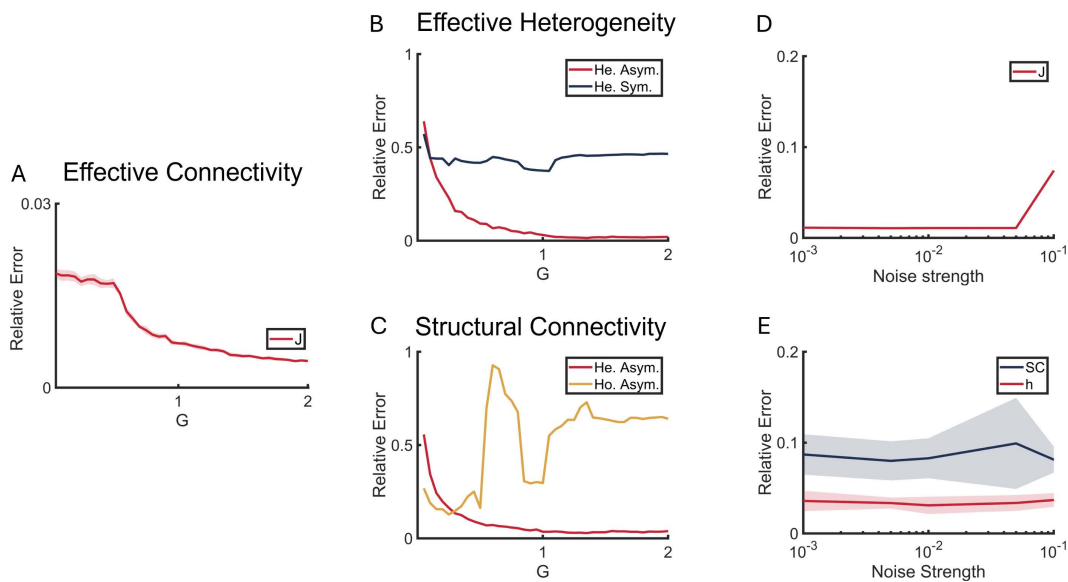 A
Effective Connectivity
0.03
Relative Error
0
J
1
2
G
B
Effective Heterogeneity
1
He. Asym.
He. Sym.
Relative Error
0.5
0
1
2
G
C
Structural Connectivity
1
He. Asym.
Ho. Asym.
Relative Error
0.5
0
1
2
G
D
0.2
J
Relative Error
0.1
0
10-3
10-2
10-1
Noise strength
E
0.2
SC
h
Relative Error
0.1
0
10-3
10-2
10-1
Noise Strength